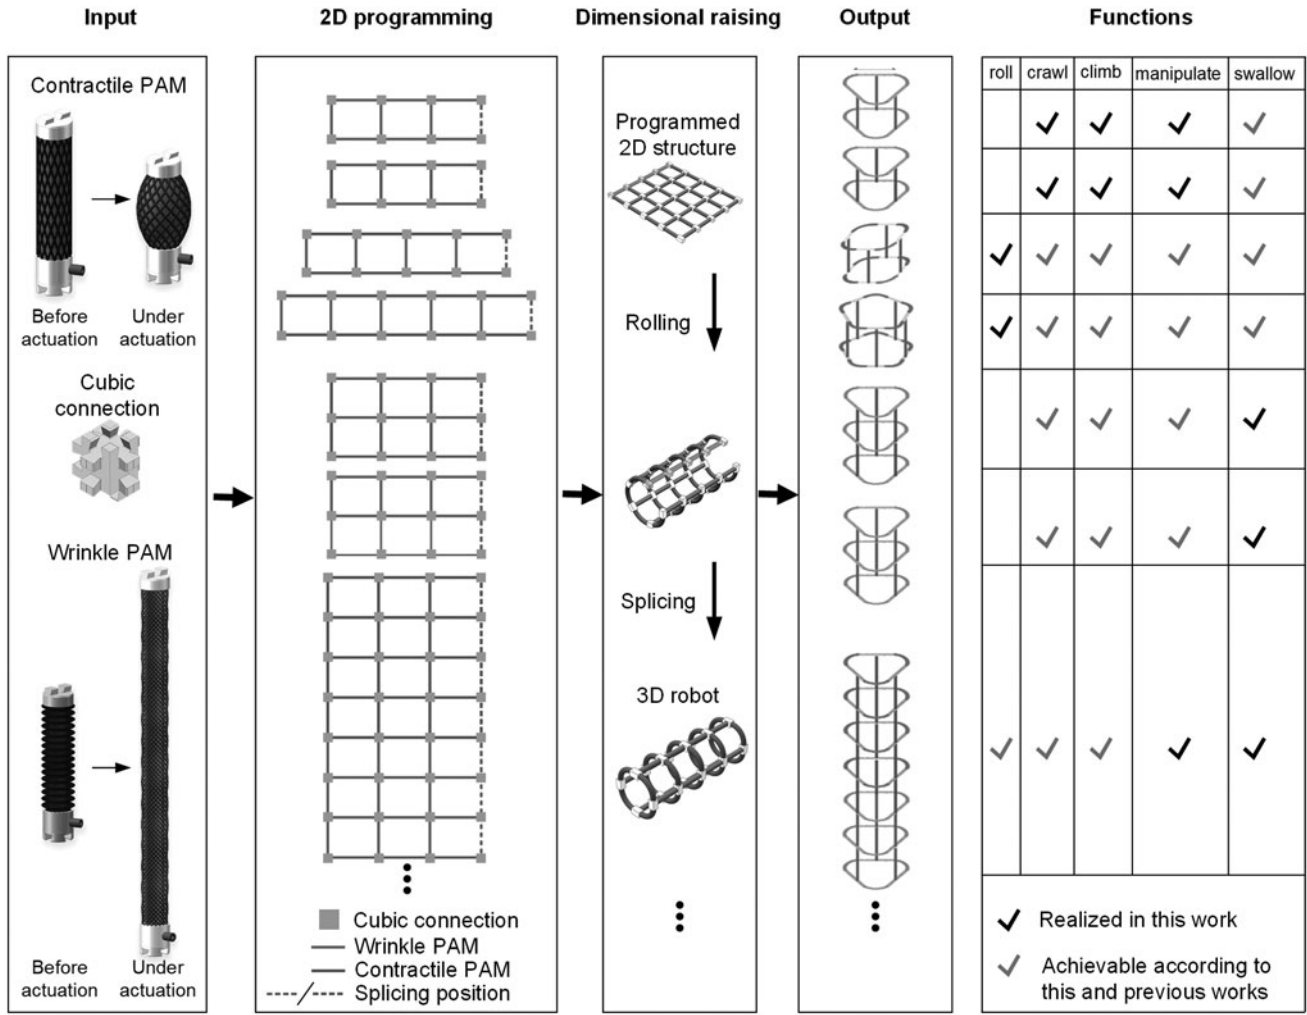 Input
2D programming
Dimensional raising
Output
Functions
Contractile PAM
Before
actuation
Under
actuation
Cubic
connection
Wrinkle PAM
Before
actuation
Under
actuation
Cubic connection
Wrinkle PAM
Contractile PAM
Splicing position
Programmed
2D structure
Rolling
Splicing
3D robot
roll crawl climb manipulate swallow
Realized in this work
Achievable according to
this and previous works